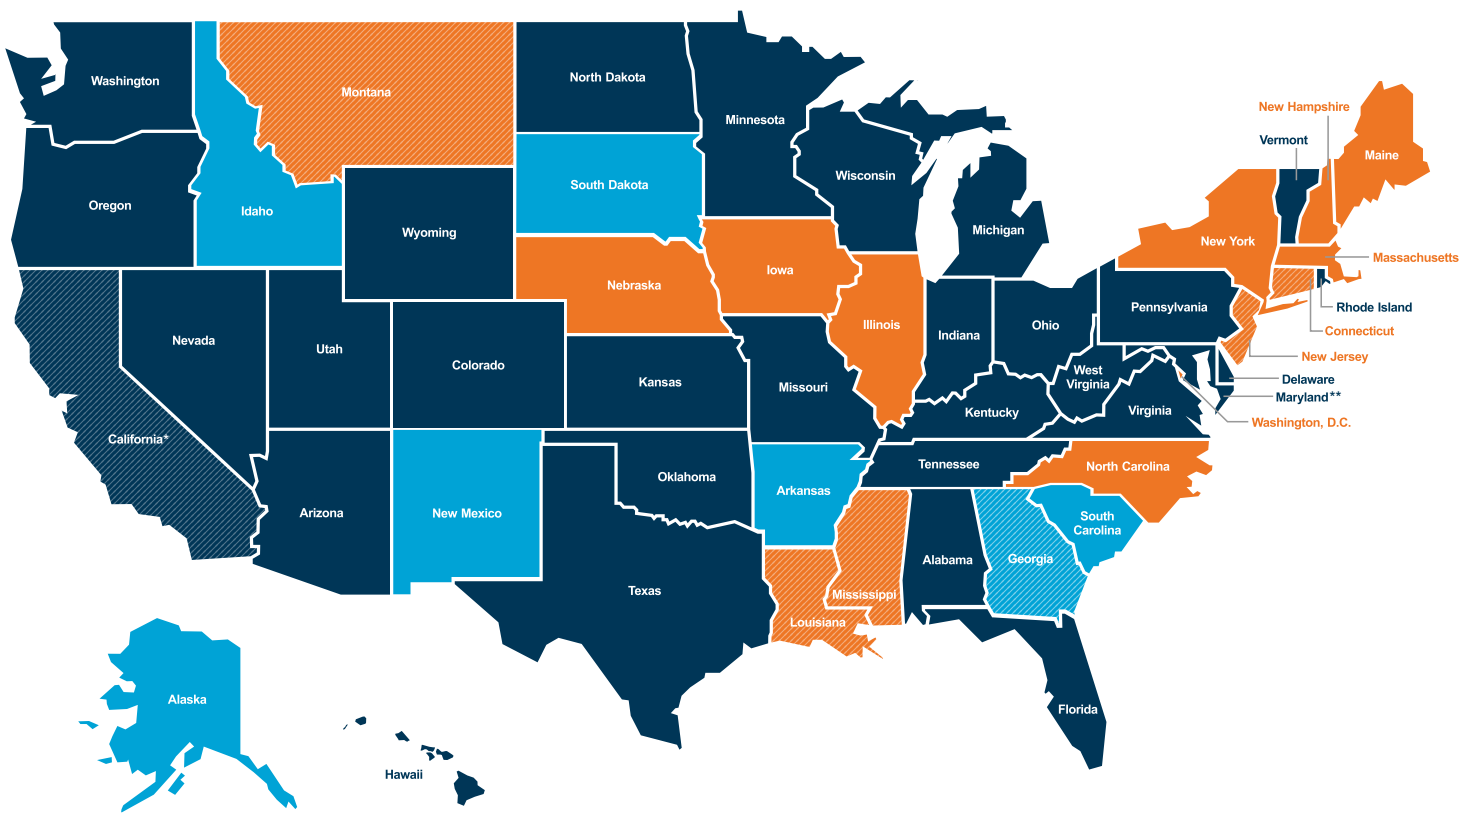 Washington
Montana
North Dakota
Minnesota
New Hampshire
Vermont
Maine
Wisconsin
South Dakota
Oregon
Idaho
Wyoming
Michigan
New York
Massachusetts
Iowa
Nebraska
Pennsylvania
Rhode Island
Illinois
Ohio
Connecticut
Indiana
Nevada
Utah
Colorado
New Jersey
West
Virginia
Kansas
Missouri
Delaware
Maryland**
Kentucky
Virginia
Washington, D.C.
California*
Tennessee
North Carolina
Oklahoma
Arkansas
Arizona
New Mexico
South
Carolina
Alabama
Georgia
Texas
Mississippi
Louisiana
Alaska
Florida
Hawaii